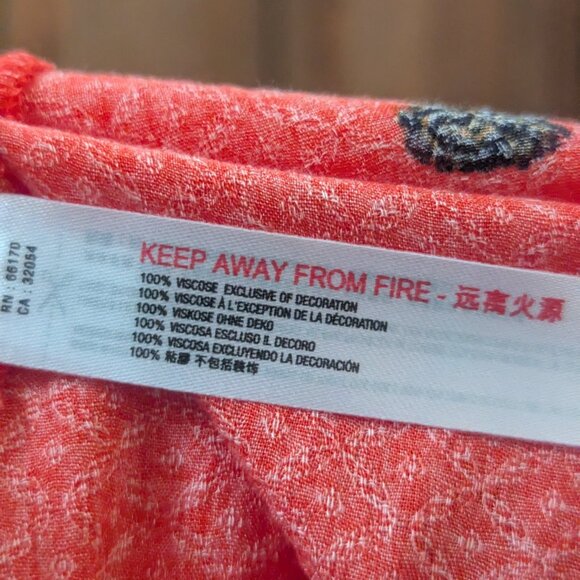 RN : 66170
CA : 32054
KEEP AWAY FROM FIRE - 远离火源
100% VISCOSE EXCLUSIVE OF DECORATION
100% VISCOSE À L'EXCEPTION DE LA DÉCORATION
100% VISKOSE OHNE DEKO
100% VISCOSA ESCLUSO IL DECORO
100% VISCOSA EXCLUYENDO LA DECORACIÓN
100% 粘膠 不包括装饰